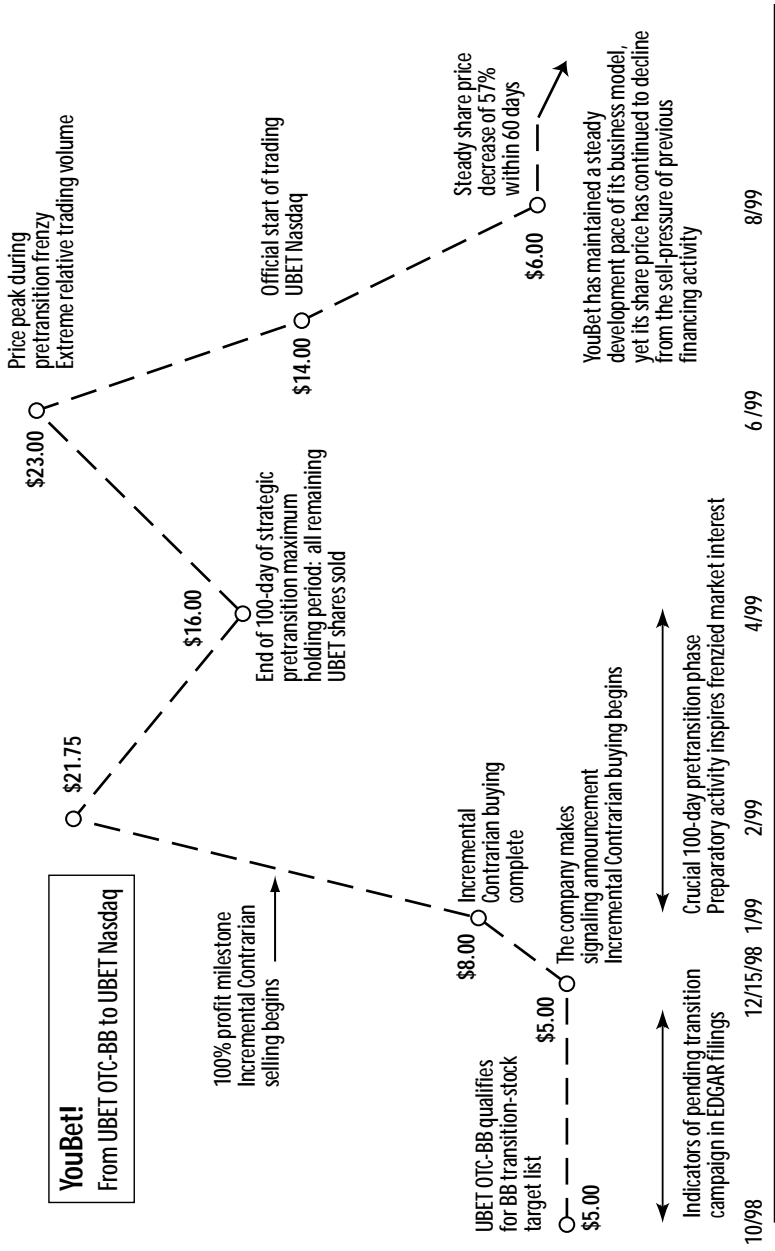 YouBet!
From UBET OTC-BB to UBET Nasdaq
UBET OTC-BB qualifies
for BB transition-stock
target list
$5.00
$5.00
The company makes
signaling announcement
Incremental Contrarian buying begins
$8.00
Incremental
Contrarian buying
complete
100% profit milestone
Incremental Contrarian
selling begins
$21.75
$16.00
End of 100-day of strategic
pretransition maximum
holding period: all remaining
UBET shares sold
$23.00
Price peak during
pretransition frenzy
Extreme relative trading volume
$14.00
Official start of trading
UBET Nasdaq
$6.00
Steady share price
decrease of 57%
within 60 days
YouBet has maintained a steady
development pace of its business model,
yet its share price has continued to decline
from the sell-pressure of previous
financing activity
Indicators of pending transition
campaign in EDGAR filings
Crucial 100-day pretransition phase
Preparatory activity inspires frenzied market interest
10/98 12/15/98 1/99 2/99 4/99 6/99 8/99